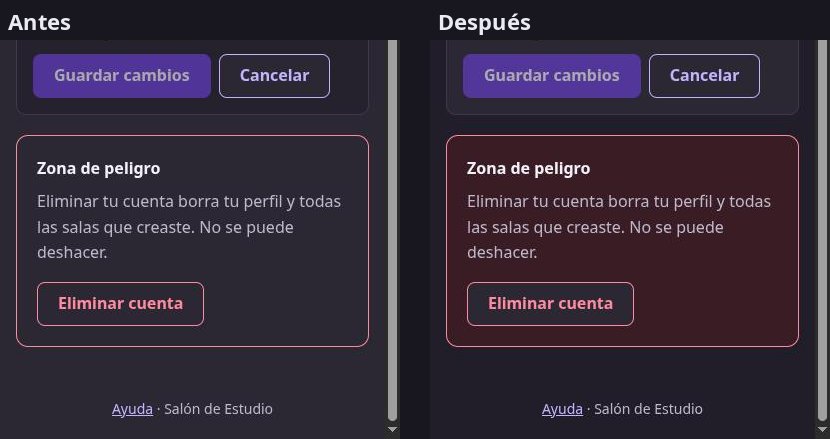 Antes
Guardar cambios
Cancelar
Zona de peligro
Eliminar tu cuenta borra tu perfil y todas
las salas que creaste. No se puede
deshacer.
Eliminar cuenta
Ayuda · Salón de Estudio
Después
Guardar cambios
Cancelar
Zona de peligro
Eliminar tu cuenta borra tu perfil y todas
las salas que creaste. No se puede
deshacer.
Eliminar cuenta
Ayuda · Salón de Estudio